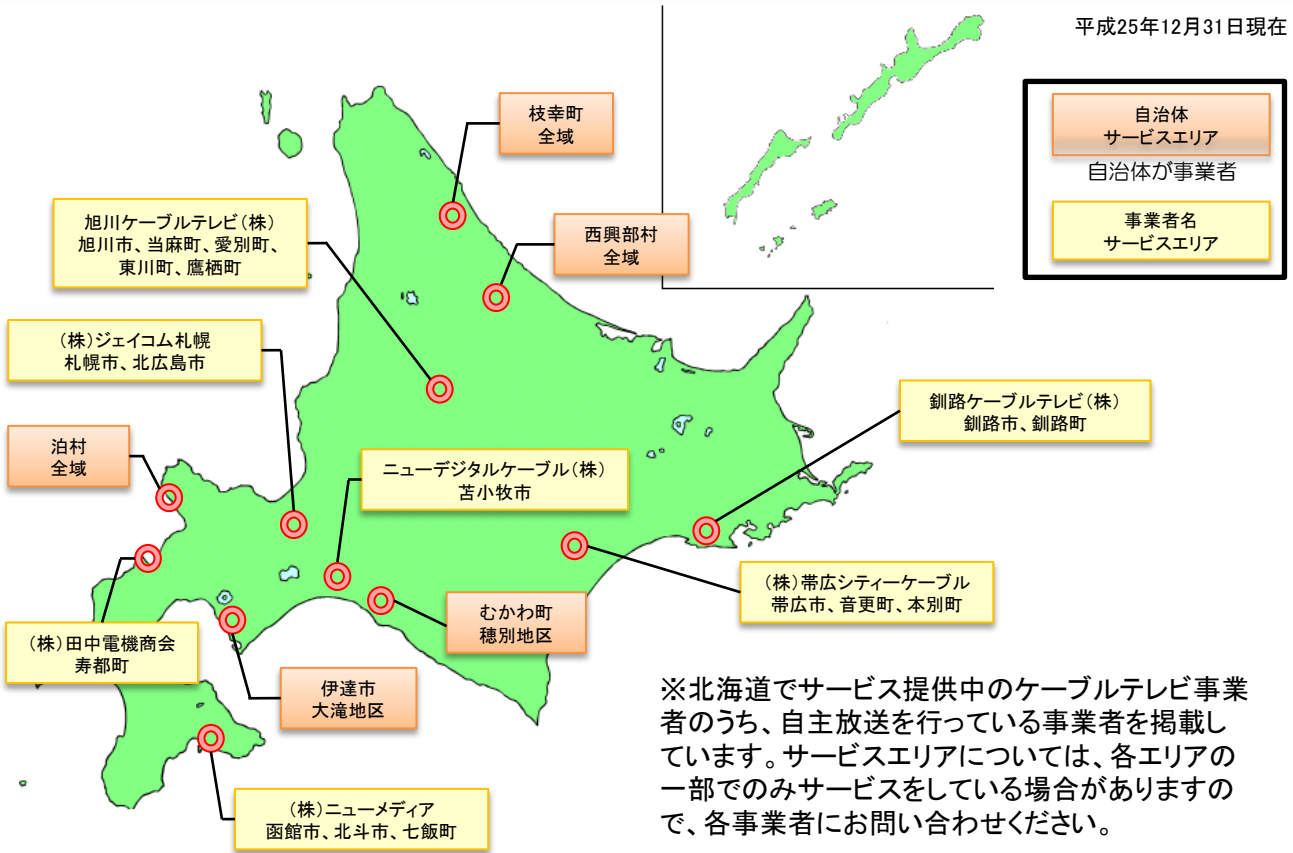 平成25年12月31日現在
自治体
サービスエリア
自治体が事業者
事業者名
サービスエリア
枝幸町
全域
旭川ケーブルテレビ(株)
旭川市、当麻町、愛別町、
東川町、鷹栖町
西興部村
全域
(株)ジェイコム札幌
札幌市、北広島市
釧路ケーブルテレビ(株)
釧路市、釧路町
泊村
全域
ニューデジタルケーブル(株)
苫小牧市
(株)帯広シティーケーブル
帯広市、音更町、本別町
むかわ町
穂別地区
(株)田中電機商会
寿都町
伊達市
大滝地区
(株)ニューメディア
函館市、北斗市、七飯町
※北海道でサービス提供中のケーブルテレビ事業
者のうち、自主放送を行っている事業者を掲載し
ています。サービスエリアについては、各エリアの
一部でのみサービスをしている場合がありますの
で、各事業者にお問い合わせください。